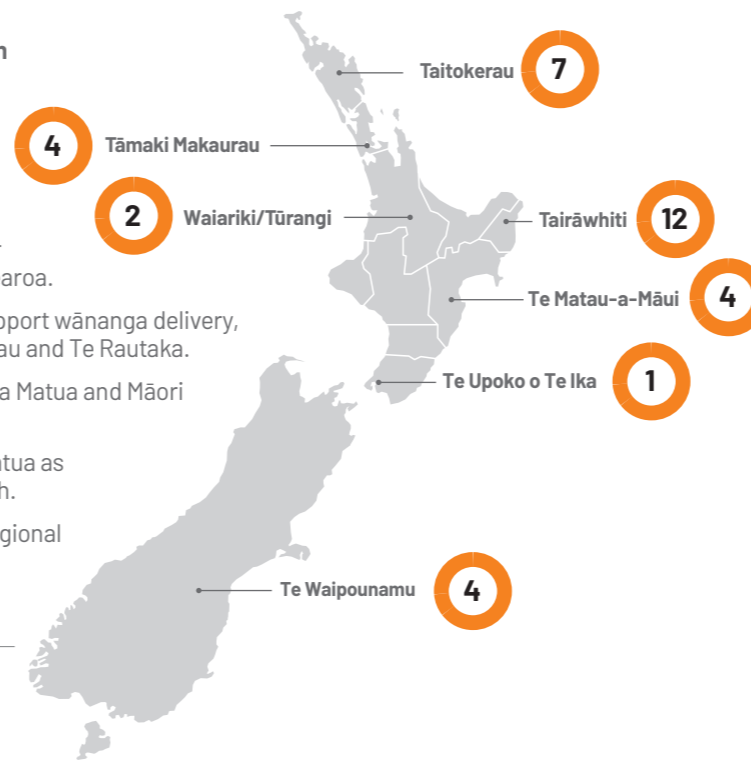 Taitokerau 7
4 Tāmaki Makaurau
2 Waiariki/Tūrangi
Tairāwhiti 12
Te Matau-a-Māui 4
Te Upoko o Te Ika 1
Te Waipounamu 4
aroa.
pport wānanga delivery,
au and Te Rautaka.
a Matua and Māori
atua as
h.
gional